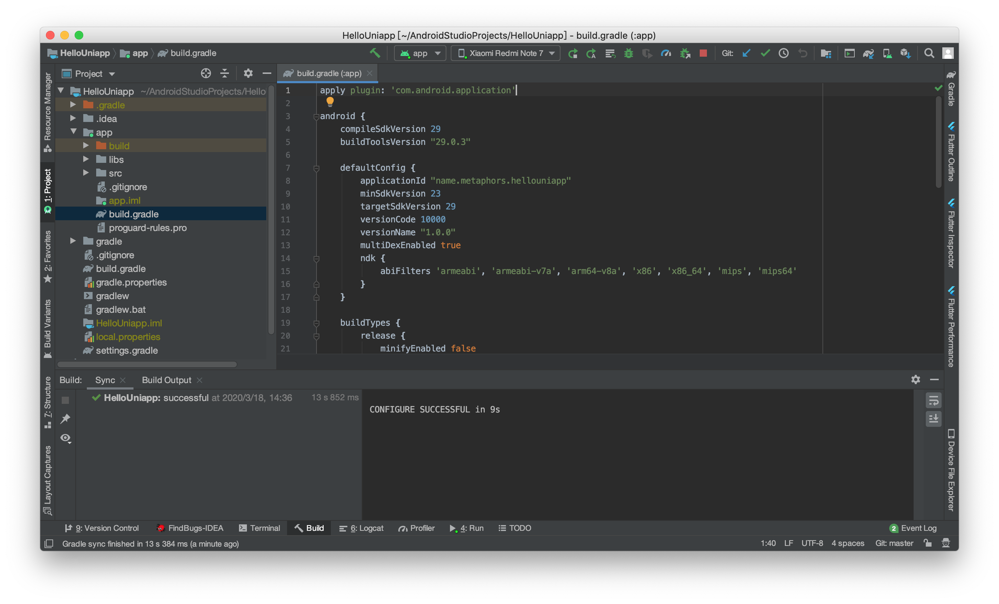 HelloUniapp [~/AndroidStudioProjects/HelloUniapp] - build.gradle (:app)
HelloUniapp app build.gradle
app
Xiaomi Redmi Note 7
Git:
Project
build.gradle (:app)
Resource Manager
1: Project
2: Favorites
Build Variants
7: Structure
Layout Captures
HelloUniapp ~/AndroidStudioProjects/Hello
.gradle
.idea
app
build
libs
src
.gitignore
app.iml
build.gradle
proguard-rules.pro
gradle
.gitignore
build.gradle
gradle.properties
gradlew
gradlew.bat
HelloUniapp.iml
local.properties
settings.gradle
1 apply plugin: 'com.android.application'
2
3 android {
4 compileSdkVersion 29
5 buildToolsVersion "29.0.3"
6
7 defaultConfig {
8 applicationId "name.metaphors.hellouniapp"
9 minSdkVersion 23
10 targetSdkVersion 29
11 versionCode 10000
12 versionName "1.0.0"
13 multiDexEnabled true
14 ndk {
15 abiFilters 'armeabi', 'armeabi-v7a', 'arm64-v8a', 'x86', 'x86_64', 'mips', 'mips64'
16 }
17 }
18
19 buildTypes {
20 release {
21 minifyEnabled false
Gradle
Flutter Outline
Flutter Inspector
Flutter Performance
Device File Explorer
Build: Sync Build Output
HelloUniapp: successful at 2020/3/18, 14:36 13 s 852 ms
CONFIGURE SUCCESSFUL in 9s
9: Version Control FindBugs-IDEA Terminal Build 6: Logcat Profiler 4: Run TODO 2 Event Log
Gradle sync finished in 13 s 384 ms (a minute ago) 1:40 LF UTF-8 4 spaces Git: master